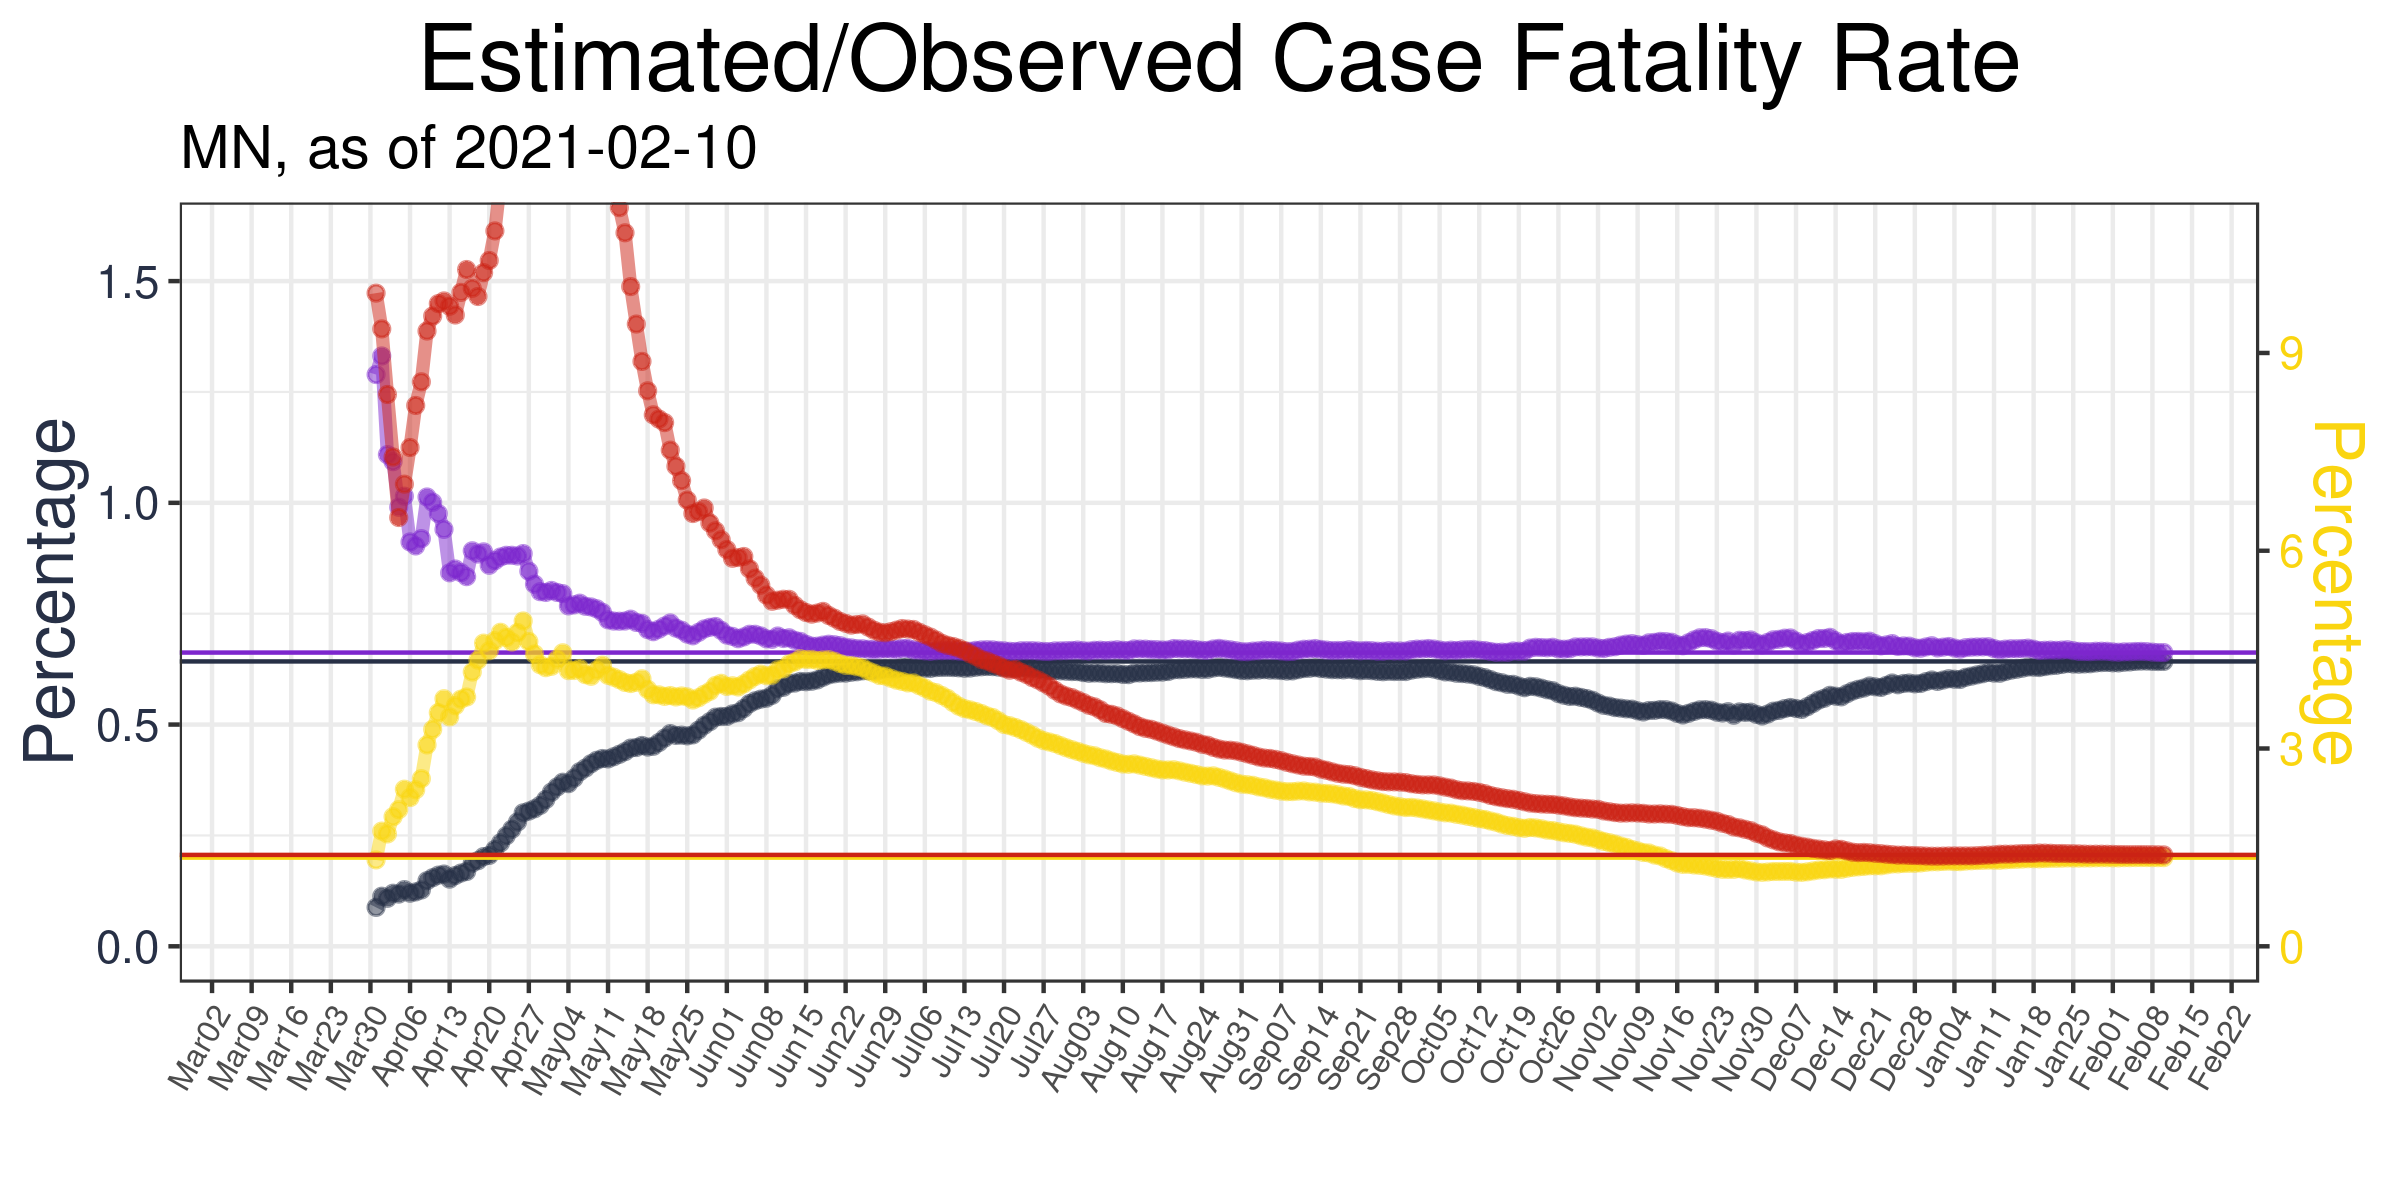 Estimated/Observed Case Fatality Rate
MN, as of 2021-02-10
Percentage
1.5
1.0
0.5
0.0
9
6
3
0
Percentage
Mar02
Mar09
Mar16
Mar23
Mar30
Apr06
Apr13
Apr20
Apr27
May04
May11
May18
May25
Jun01
Jun08
Jun15
Jun22
Jun29
Jul06
Jul13
Jul20
Jul27
Aug03
Aug10
Aug17
Aug24
Aug31
Sep07
Sep14
Sep21
Sep28
Oct05
Oct12
Oct19
Oct26
Nov02
Nov09
Nov16
Nov23
Nov30
Dec07
Dec14
Dec21
Dec28
Jan04
Jan11
Jan18
Jan25
Feb01
Feb08
Feb15
Feb22